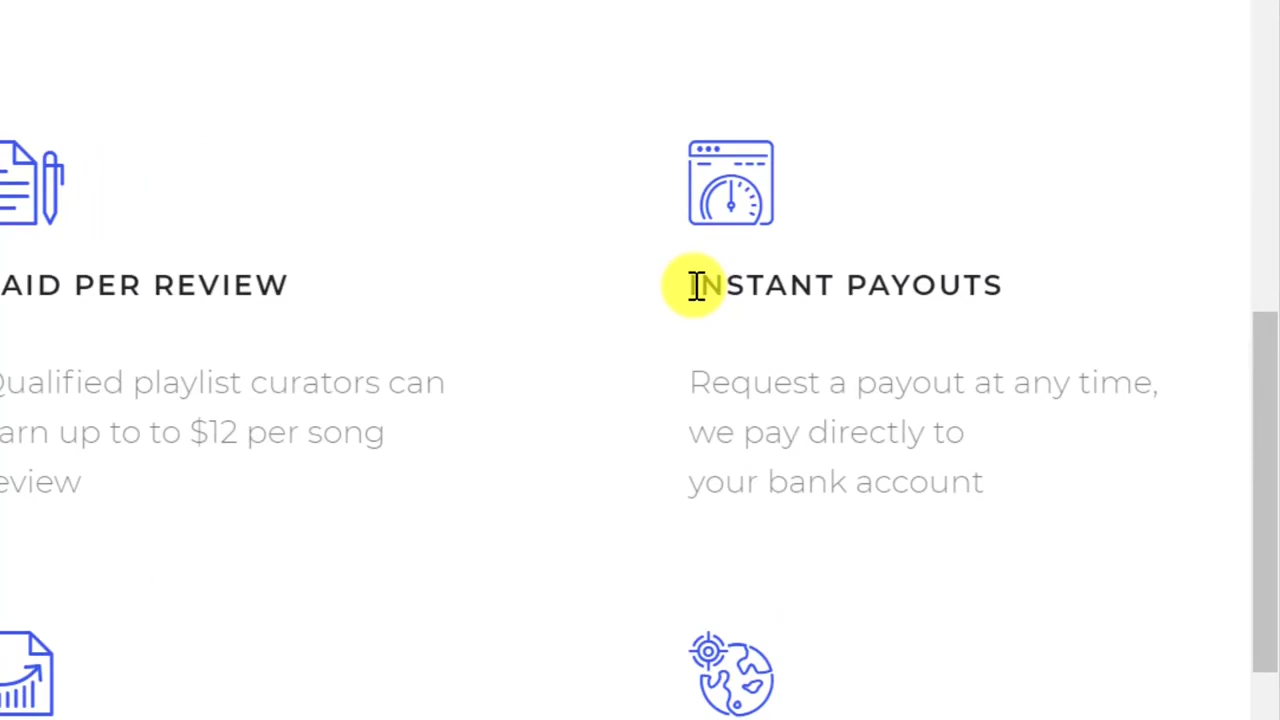 AID PER REVIEW
Qualified playlist curators can
arn up to to $12 per song
eview
INSTANT PAYOUTS
Request a payout at any time,
we pay directly to
your bank account